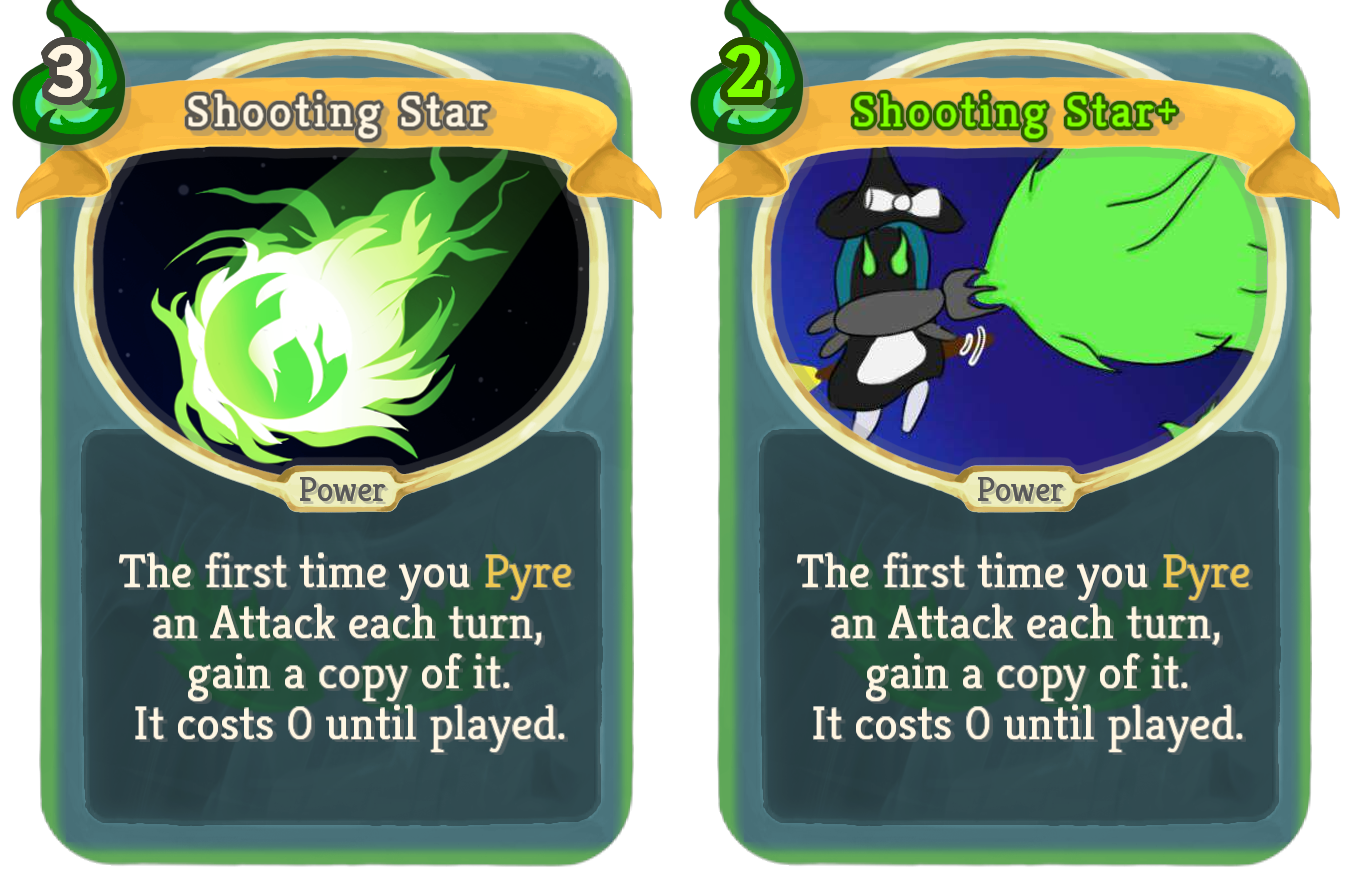 3
Shooting Star
Power
The first time you Pyre
an Attack each turn,
gain a copy of it.
It costs 0 until played.
2
Shooting Star+
Power
The first time you Pyre
an Attack each turn,
gain a copy of it.
It costs 0 until played.